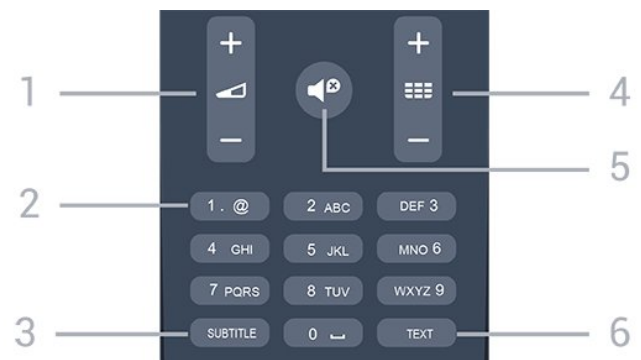 + +
1 4
− −
5
2 1 . @ 2 ABC DEF 3
4 GHI 5 JKL MNO 6
7 PQRS 8 TUV WXYZ 9
3 SUBTITLE 0 ⎵ TEXT 6